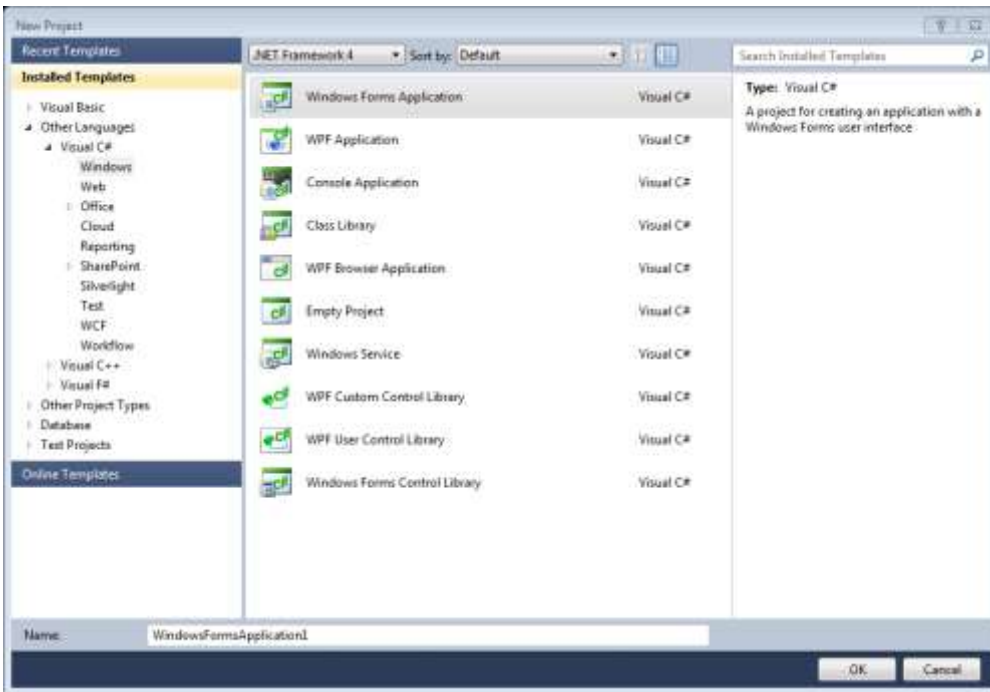 New Project
Recent Templates
Installed Templates
Visual Basic
Other Languages
Visual C#
Windows
Web
Office
Cloud
Reporting
SharePoint
Silverlight
Test
WCF
Workflow
Visual C++
Visual F#
Other Project Types
Database
Test Projects
Online Templates
.NET Framework 4 Sort by: Default
Windows Forms Application Visual C#
WPF Application Visual C#
Console Application Visual C#
Class Library Visual C#
WPF Browser Application Visual C#
Empty Project Visual C#
Windows Service Visual C#
WPF Custom Control Library Visual C#
WPF User Control Library Visual C#
Windows Forms Control Library Visual C#
Search Installed Templates
Type: Visual C#
A project for creating an application with a
Windows Forms user interface
Name: WindowsFormsApplication1
OK Cancel